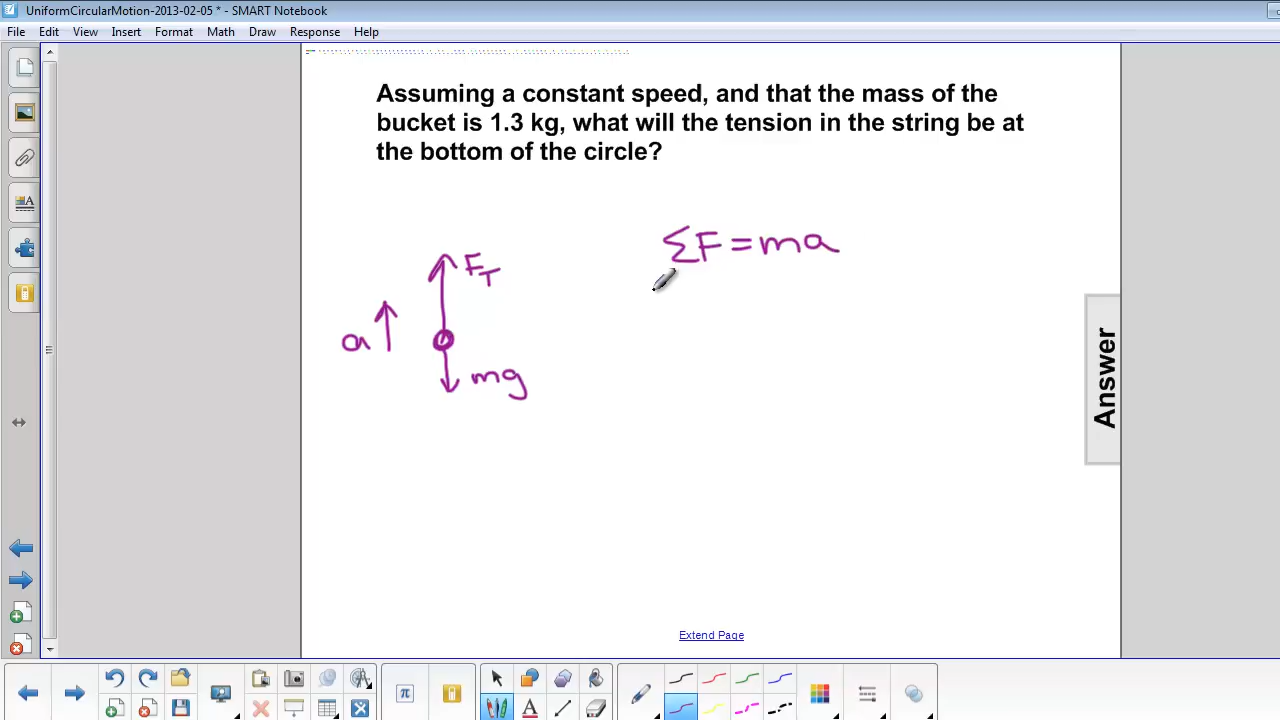 UniformCircularMotion-2013-02-05 * - SMART Notebook
File Edit View Insert Format Math Draw Response Help
Assuming a constant speed, and that the mass of the
bucket is 1.3 kg, what will the tension in the string be at
the bottom of the circle?
ΣF = ma
F_T
a
mg
Answer
Extend Page
π
A